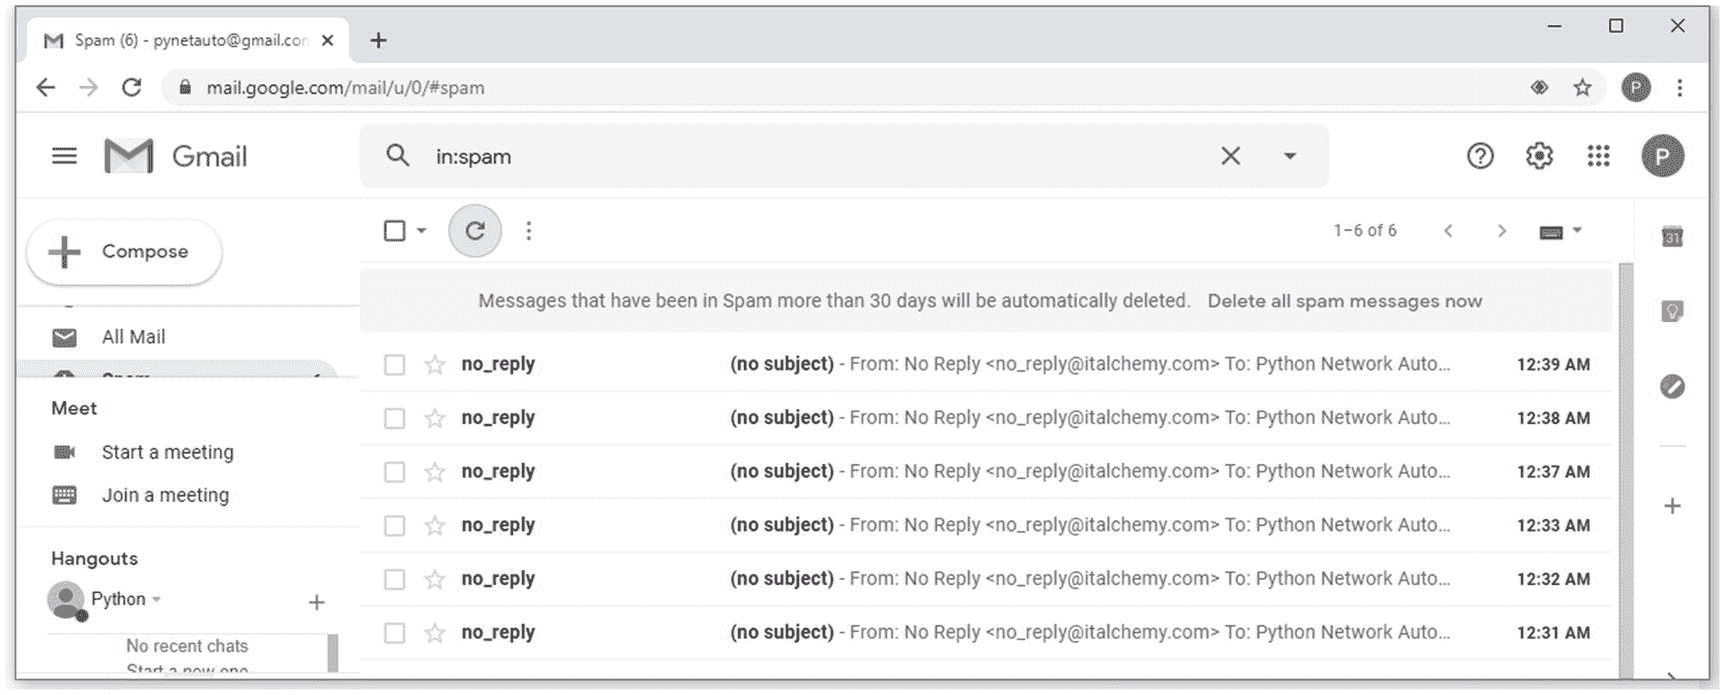 Spam (6) - pynetauto@gmail.con
mail.google.com/mail/u/0/#spam
P
Gmail
in:spam
P
Compose
1–6 of 6
31
Messages that have been in Spam more than 30 days will be automatically deleted. Delete all spam messages now
All Mail
Spam
no_reply (no subject) - From: No Reply <no_reply@italchemy.com> To: Python Network Auto... 12:39 AM
no_reply (no subject) - From: No Reply <no_reply@italchemy.com> To: Python Network Auto... 12:38 AM
no_reply (no subject) - From: No Reply <no_reply@italchemy.com> To: Python Network Auto... 12:37 AM
no_reply (no subject) - From: No Reply <no_reply@italchemy.com> To: Python Network Auto... 12:33 AM
no_reply (no subject) - From: No Reply <no_reply@italchemy.com> To: Python Network Auto... 12:32 AM
no_reply (no subject) - From: No Reply <no_reply@italchemy.com> To: Python Network Auto... 12:31 AM
Meet
Start a meeting
Join a meeting
Hangouts
Python
No recent chats
Start a new one